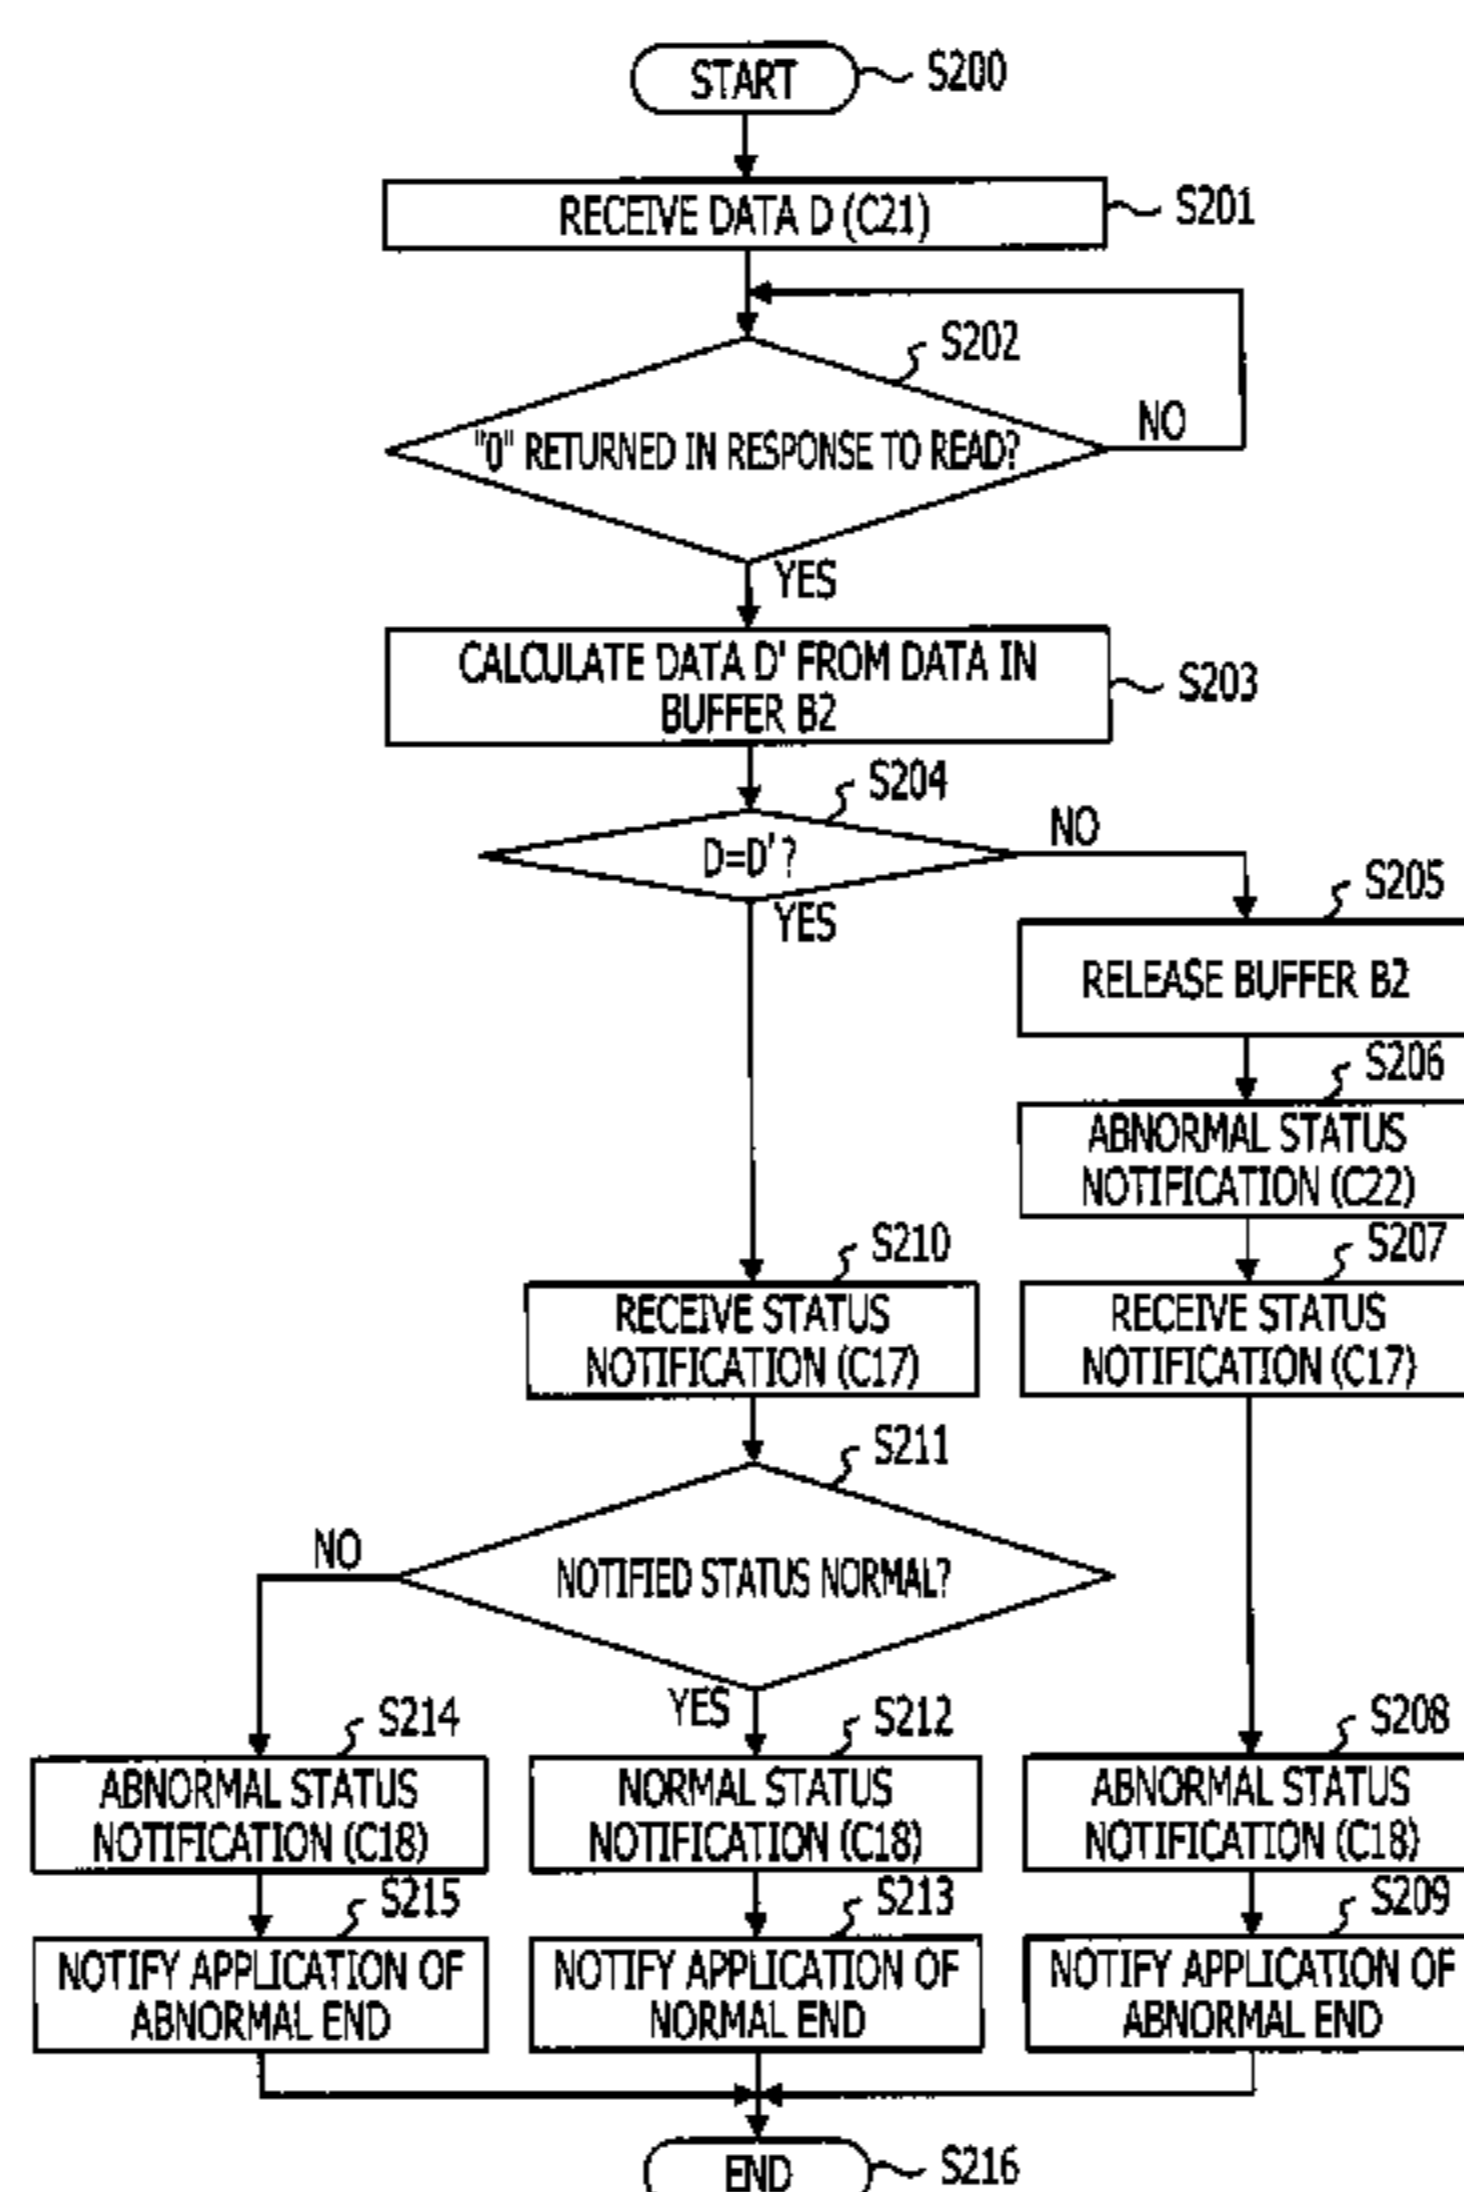 START
S200
RECEIVE DATA D (C21)
S201
S202
"0" RETURNED IN RESPONSE TO READ?
NO
YES
CALCULATE DATA D' FROM DATA IN
BUFFER B2
S203
S204
D=D'?
NO
YES
S205
RELEASE BUFFER B2
S206
ABNORMAL STATUS
NOTIFICATION (C22)
S210
RECEIVE STATUS
NOTIFICATION (C17)
S207
RECEIVE STATUS
NOTIFICATION (C17)
S211
NOTIFIED STATUS NORMAL?
NO
YES
S214
ABNORMAL STATUS
NOTIFICATION (C18)
S212
NORMAL STATUS
NOTIFICATION (C18)
S208
ABNORMAL STATUS
NOTIFICATION (C18)
S215
NOTIFY APPLICATION OF
ABNORMAL END
S213
NOTIFY APPLICATION OF
NORMAL END
S209
NOTIFY APPLICATION OF
ABNORMAL END
END
S216